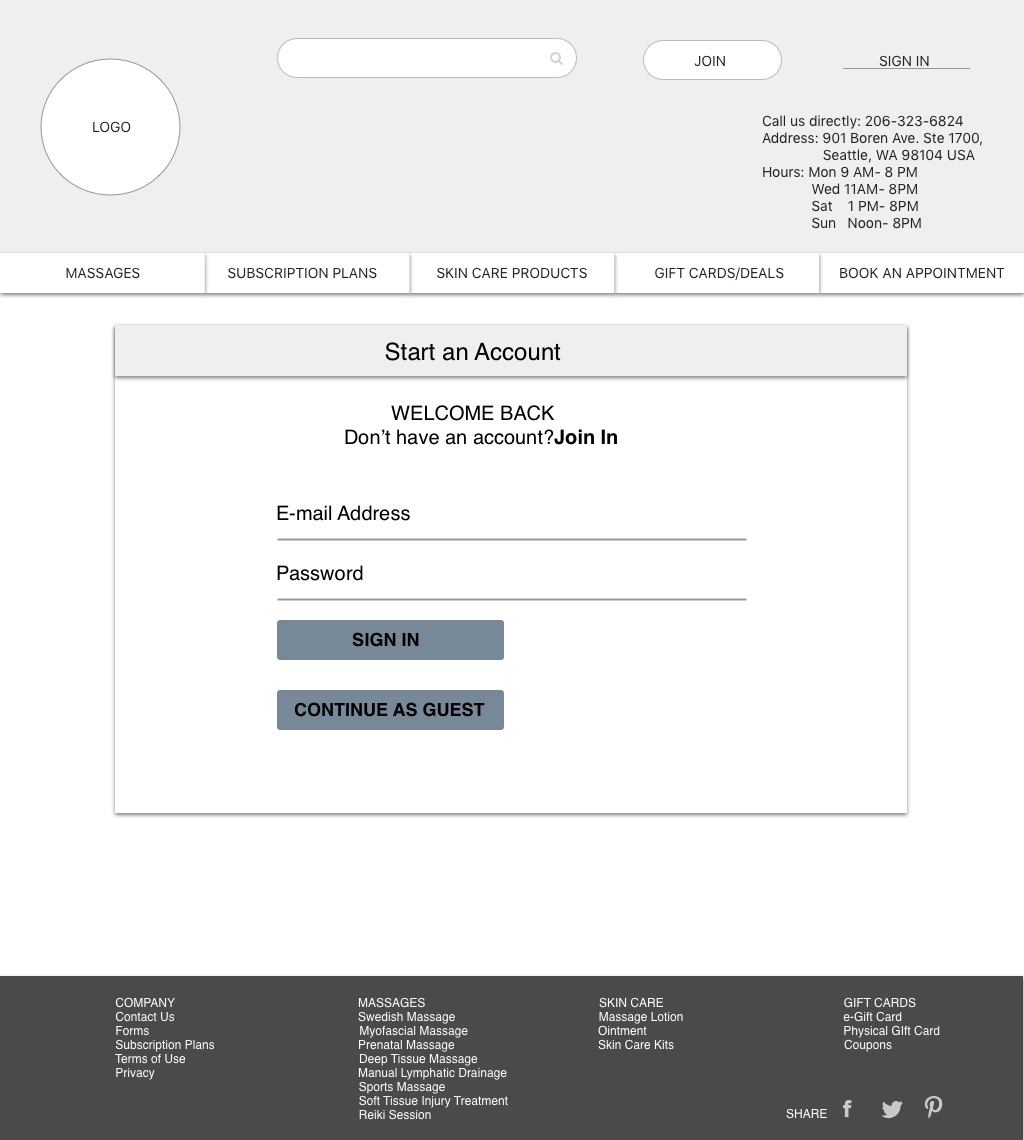 JOIN
SIGN IN
LOGO
Call us directly: 206-323-6824
Address: 901 Boren Ave. Ste 1700,
Seattle, WA 98104 USA
Hours: Mon 9 AM- 8 PM
Wed 11AM- 8PM
Sat 1 PM- 8PM
Sun Noon- 8PM
MASSAGES
SUBSCRIPTION PLANS
SKIN CARE PRODUCTS
GIFT CARDS/DEALS
BOOK AN APPOINTMENT
Start an Account
WELCOME BACK
Don’t have an account?Join In
E-mail Address
Password
SIGN IN
CONTINUE AS GUEST
COMPANY
Contact Us
Forms
Subscription Plans
Terms of Use
Privacy
MASSAGES
Swedish Massage
Myofascial Massage
Prenatal Massage
Deep Tissue Massage
Manual Lymphatic Drainage
Sports Massage
Soft Tissue Injury Treatment
Reiki Session
SKIN CARE
Massage Lotion
Ointment
Skin Care Kits
GIFT CARDS
e-Gift Card
Physical GIft Card
Coupons
SHARE